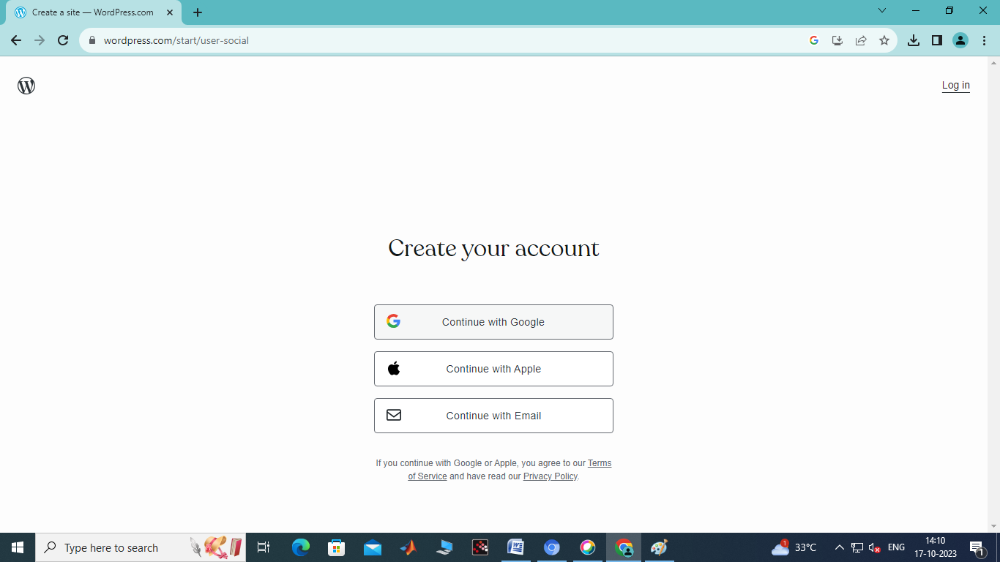 Create a site — WordPress.com
wordpress.com/start/user-social
Log in
Create your account
Continue with Google
Continue with Apple
Continue with Email
If you continue with Google or Apple, you agree to our Terms
of Service and have read our Privacy Policy.
Type here to search
1
33°C
ENG
14:10
17-10-2023
1